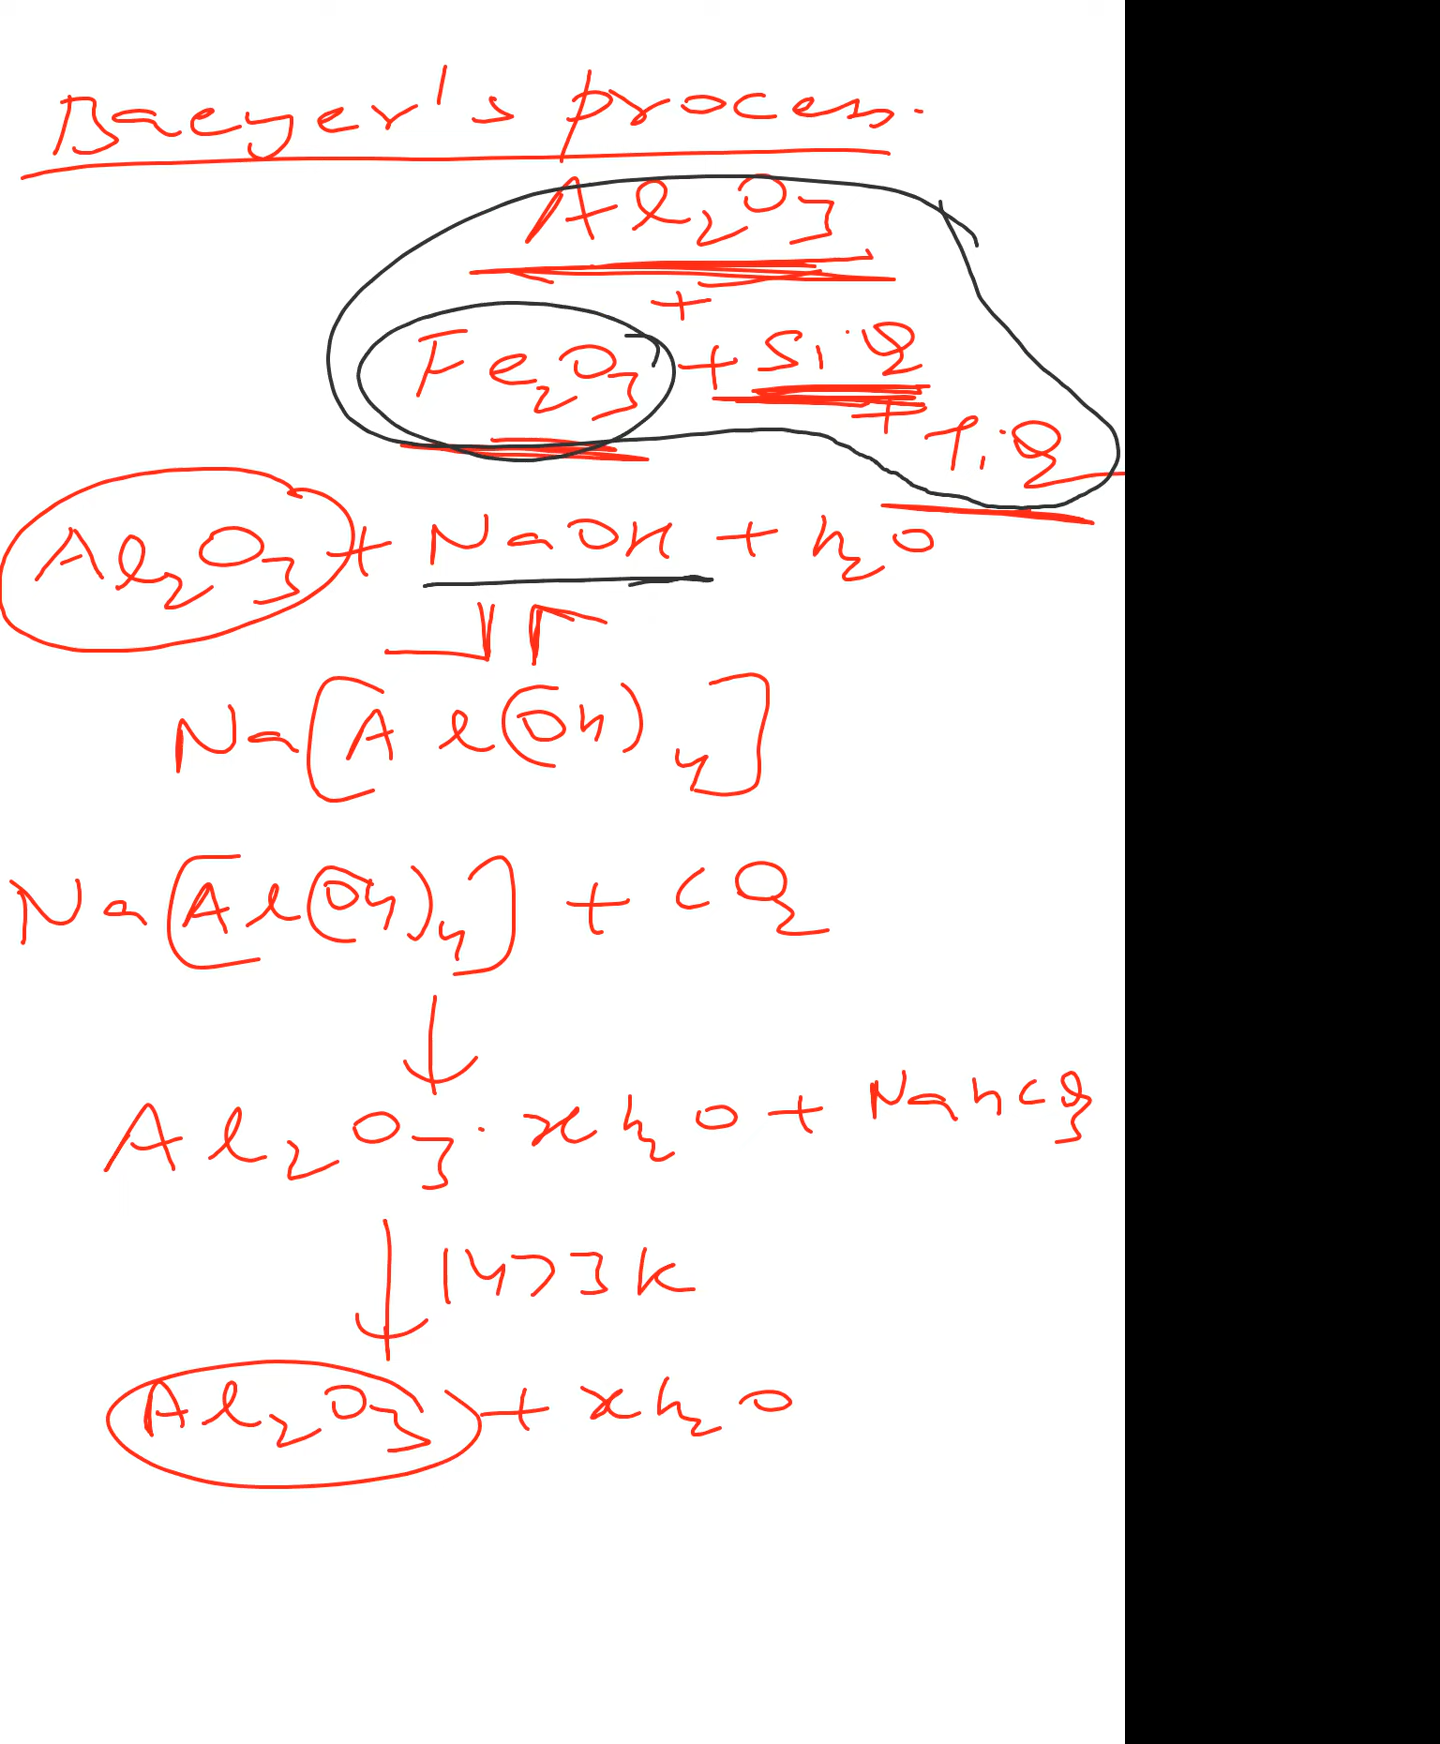 Baeyer's process.
Al₂O₃
+
Fe₂O₃ + SiO₂
+ TiO₂
Al₂O₃ + NaOH + H₂O
↓↑
Na[Al(OH)₄]
Na[Al(OH)₄] + CO₂
↓
Al₂O₃·xH₂O + NaHCO₃
↓ 1473K
Al₂O₃ + xH₂O